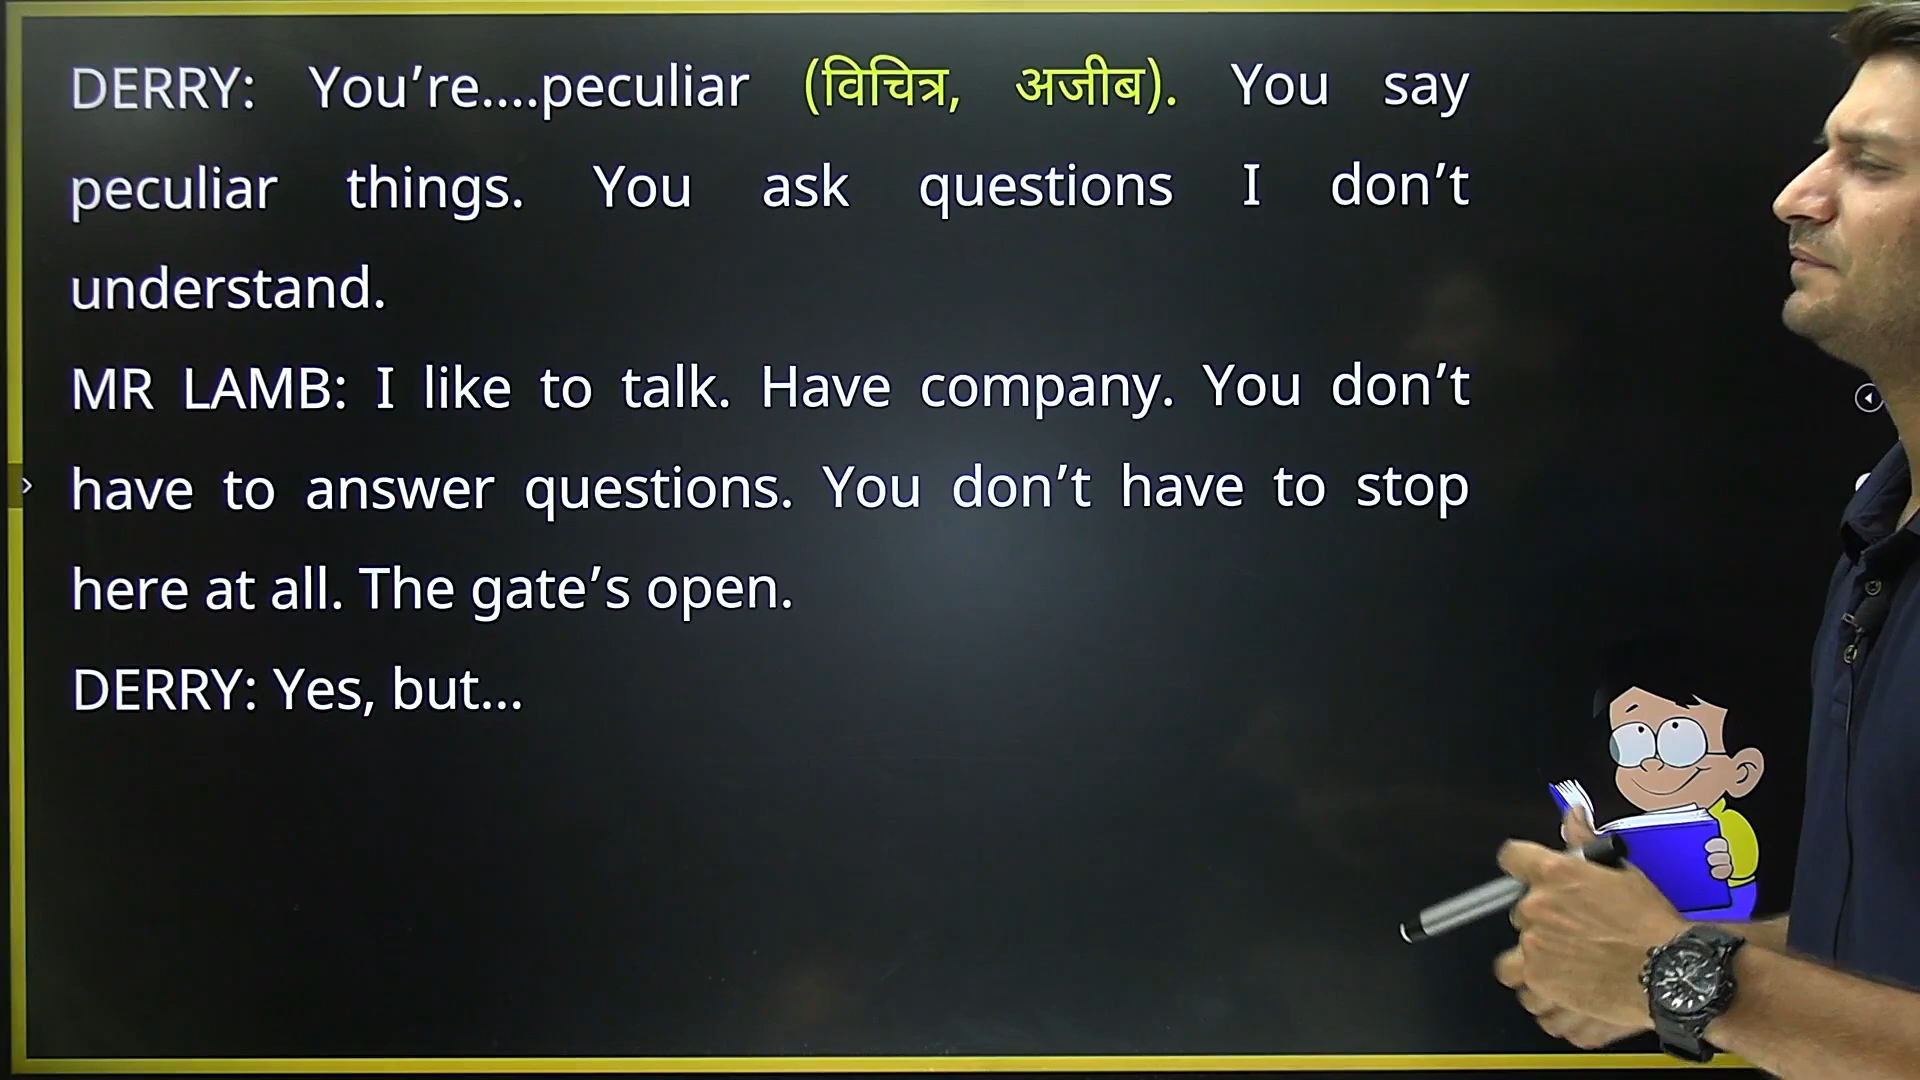 DERRY: You’re....peculiar (विचित्र, अजीब). You say
peculiar things. You ask questions I don’t
understand.
MR LAMB: I like to talk. Have company. You don’t
have to answer questions. You don’t have to stop
here at all. The gate’s open.
DERRY: Yes, but...